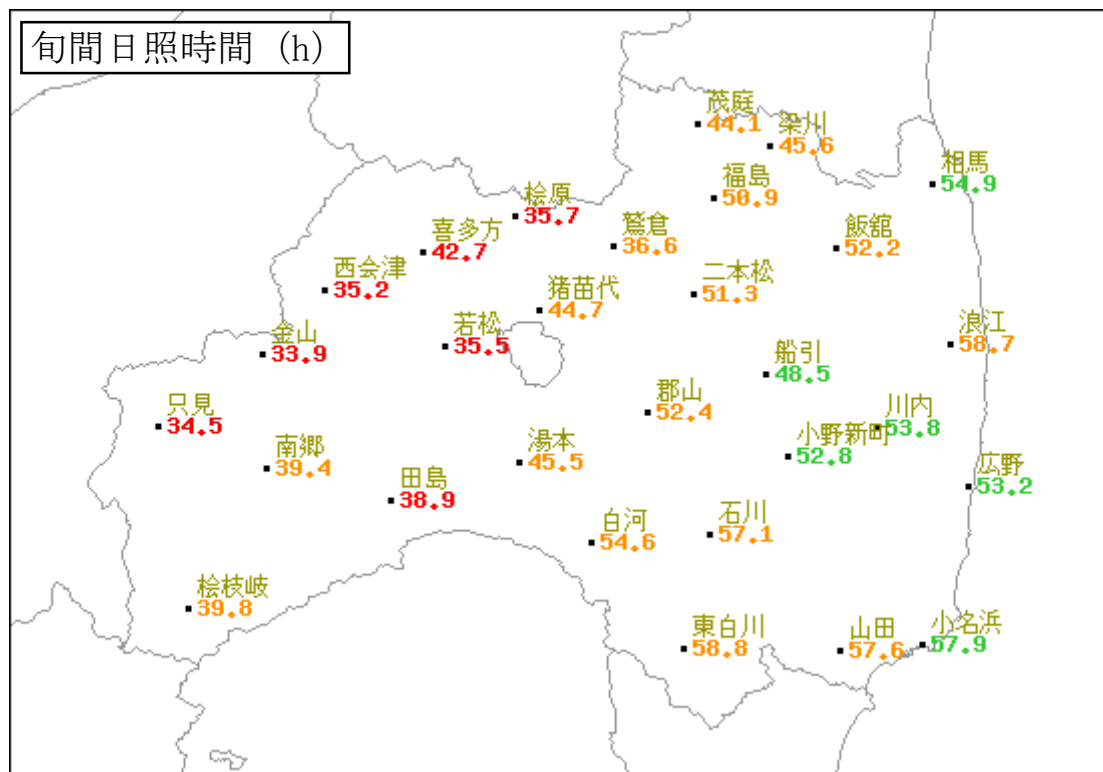 旬間日照時間 (h)
茂庭
44.1
梁川
45.6
相馬
54.9
福島
50.9
桧原
35.7
鷲倉
36.6
飯舘
52.2
喜多方
42.7
西会津
35.2
二本松
51.3
猪苗代
44.7
金山
33.9
若松
35.5
浪江
58.7
船引
48.5
只見
34.5
郡山
52.4
川内
53.8
南郷
39.4
湯本
45.5
小野新町
52.8
広野
53.2
田島
38.9
白河
54.6
石川
57.1
桧枝岐
39.8
東白川
58.8
山田
57.6
小名浜
57.9